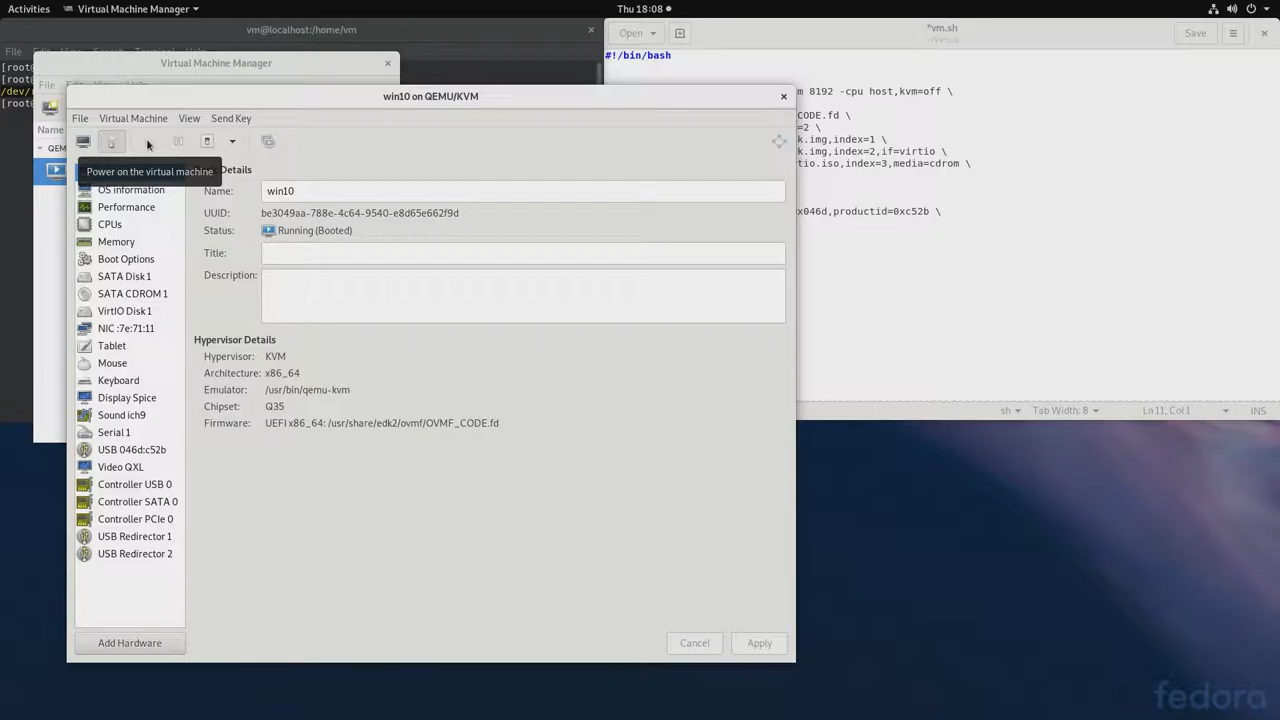 Activities Virtual Machine Manager Thu 18:08
vm@localhost:/home/vm
File
[root
[root
/dev/
[root
Virtual Machine Manager
File
Name
QEM
win10 on QEMU/KVM
File Virtual Machine View Send Key
Power on the virtual machine
Details
OS information
Performance
CPUs
Memory
Boot Options
SATA Disk 1
SATA CDROM 1
VirtIO Disk 1
NIC :7e:71:11
Tablet
Mouse
Keyboard
Display Spice
Sound ich9
Serial 1
USB 046d:c52b
Video QXL
Controller USB 0
Controller SATA 0
Controller PCIe 0
USB Redirector 1
USB Redirector 2
Add Hardware
Name: win10
UUID: be3049aa-788e-4c64-9540-e8d65e662f9d
Status: Running (Booted)
Title:
Description:
Hypervisor Details
Hypervisor: KVM
Architecture: x86_64
Emulator: /usr/bin/qemu-kvm
Chipset: Q35
Firmware: UEFI x86_64: /usr/share/edk2/ovmf/OVMF_CODE.fd
Cancel Apply
Open *vm.sh Save
#!/bin/bash
m 8192 -cpu host,kvm=off \
CODE.fd \
=2 \
k.img,index=1 \
k.img,index=2,if=virtio \
tio.iso,index=3,media=cdrom \
x046d,productid=0xc52b \
sh Tab Width: 8 Ln 11, Col 1 INS
fedora